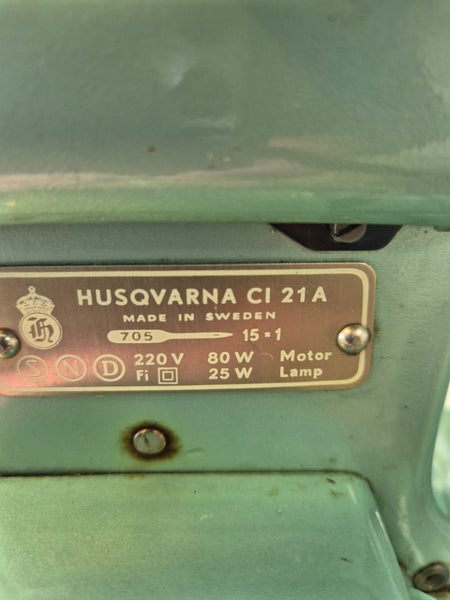 HUSQVARNA CI 21A
MADE IN SWEDEN
705 15×1
S N D 220 V 80 W Motor
Fi 25 W Lamp
H